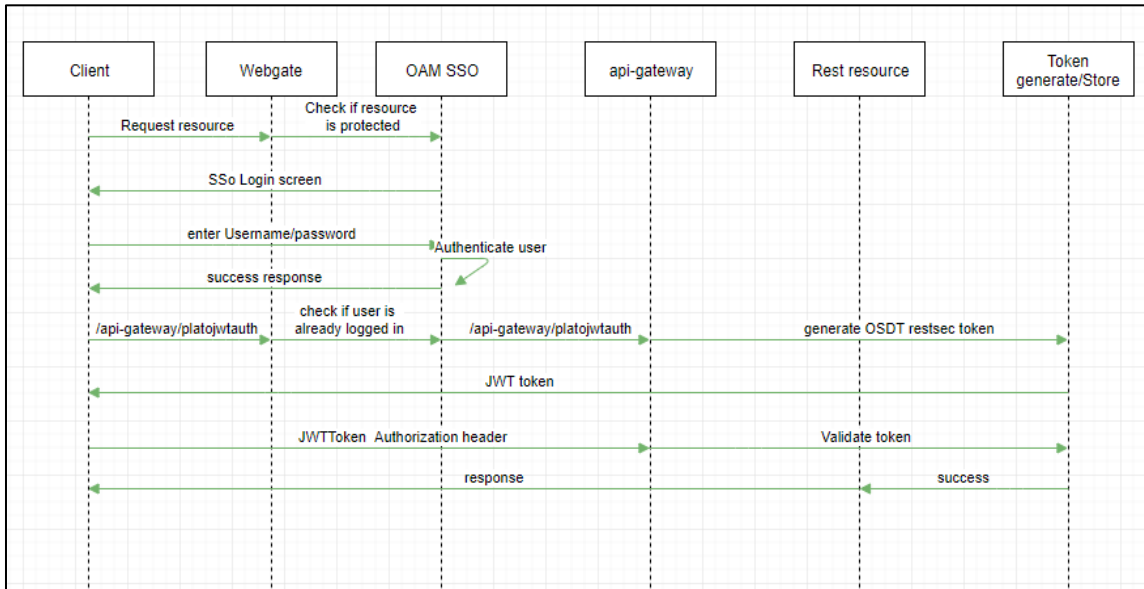 Client
Webgate
OAM SSO
api-gateway
Rest resource
Token
generate/Store
Request resource
Check if resource
is protected
SSo Login screen
enter Username/password
Authenticate user
success response
/api-gateway/platojwtauth
check if user is
already logged in
/api-gateway/platojwtauth
generate OSDT restsec token
JWT token
JWTToken Authorization header
Validate token
response
success